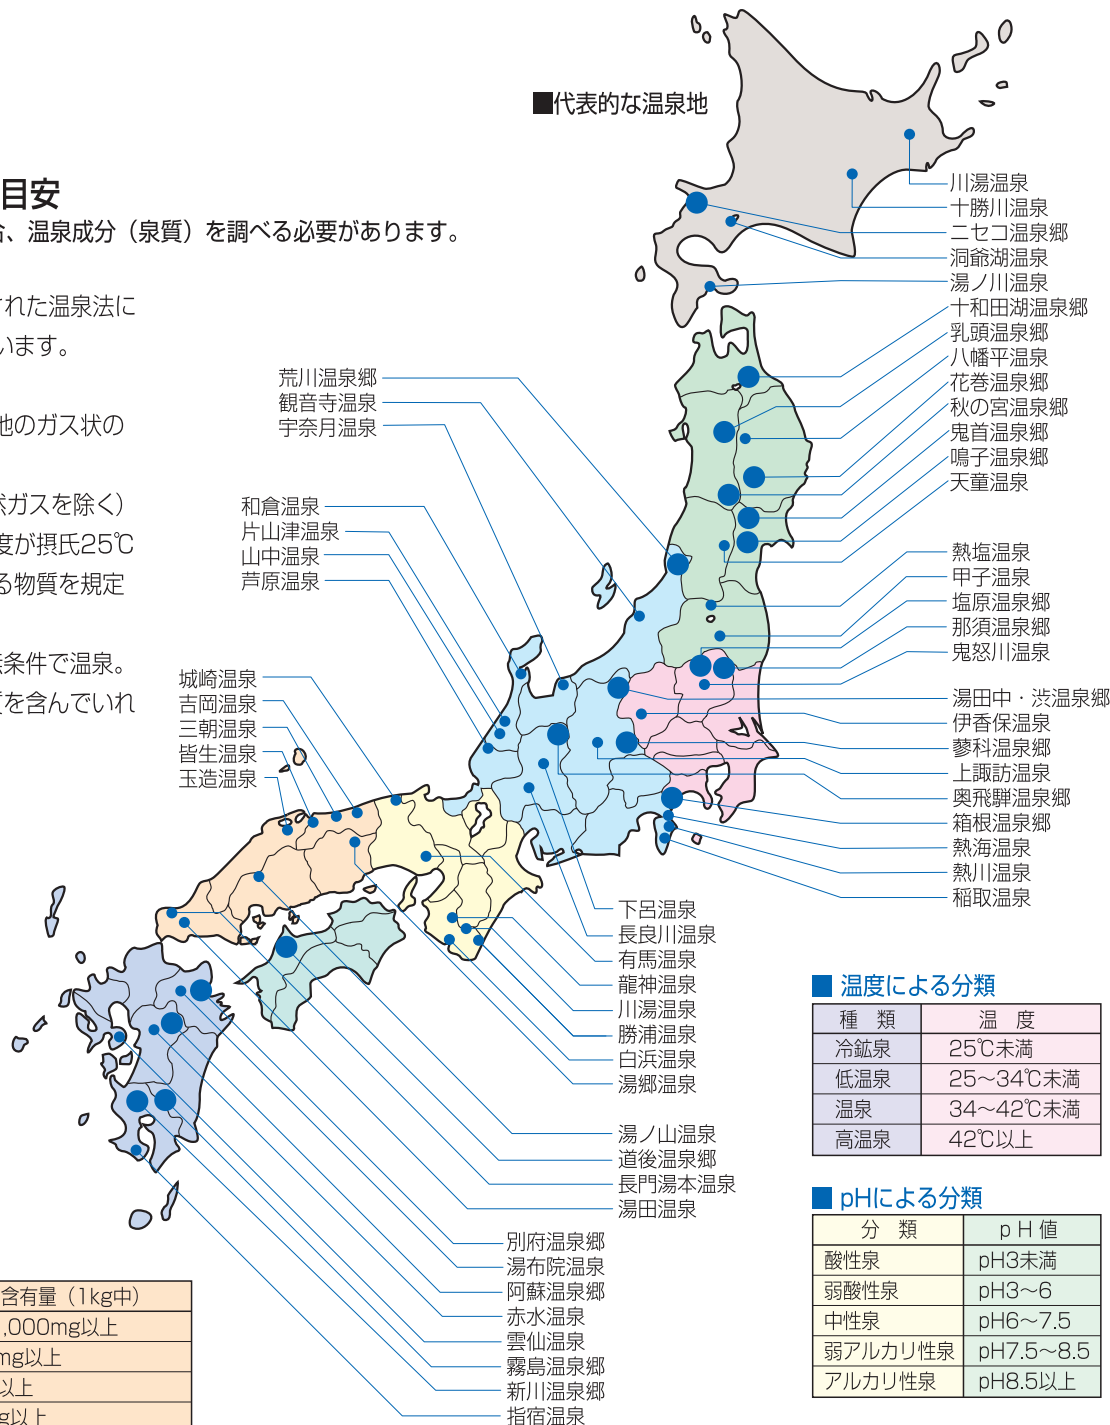 ■代表的な温泉地
目安
合、温泉成分（泉質）を調べる必要があります。
された温泉法に
います。
他のガス状の
然ガスを除く）
度が摂氏25℃
る物質を規定
無条件で温泉。
質を含んでいれ
川湯温泉
十勝川温泉
ニセコ温泉郷
洞爺湖温泉
湯ノ川温泉
十和田湖温泉郷
乳頭温泉郷
八幡平温泉
花巻温泉郷
秋の宮温泉郷
鬼首温泉郷
鳴子温泉郷
天童温泉
熱塩温泉
甲子温泉
塩原温泉郷
那須温泉郷
鬼怒川温泉
湯田中・渋温泉郷
伊香保温泉
蓼科温泉郷
上諏訪温泉
奥飛騨温泉郷
箱根温泉郷
熱海温泉
熱川温泉
稲取温泉
荒川温泉郷
観音寺温泉
宇奈月温泉
和倉温泉
片山津温泉
山中温泉
芦原温泉
城崎温泉
吉岡温泉
三朝温泉
皆生温泉
玉造温泉
下呂温泉
長良川温泉
有馬温泉
龍神温泉
川湯温泉
勝浦温泉
白浜温泉
湯郷温泉
湯ノ山温泉
道後温泉郷
長門湯本温泉
湯田温泉
別府温泉郷
湯布院温泉
阿蘇温泉郷
赤水温泉
雲仙温泉
霧島温泉郷
新川温泉郷
指宿温泉
■ 温度による分類
種 類 温 度
冷鉱泉 25℃未満
低温泉 25〜34℃未満
温泉 34〜42℃未満
高温泉 42℃以上
■ pHによる分類
分 類 pH値
酸性泉 pH3未満
弱酸性泉 pH3〜6
中性泉 pH6〜7.5
弱アルカリ性泉 pH7.5〜8.5
アルカリ性泉 pH8.5以上
含有量（1kg中）
,000mg以上
mg以上
以上
g以上